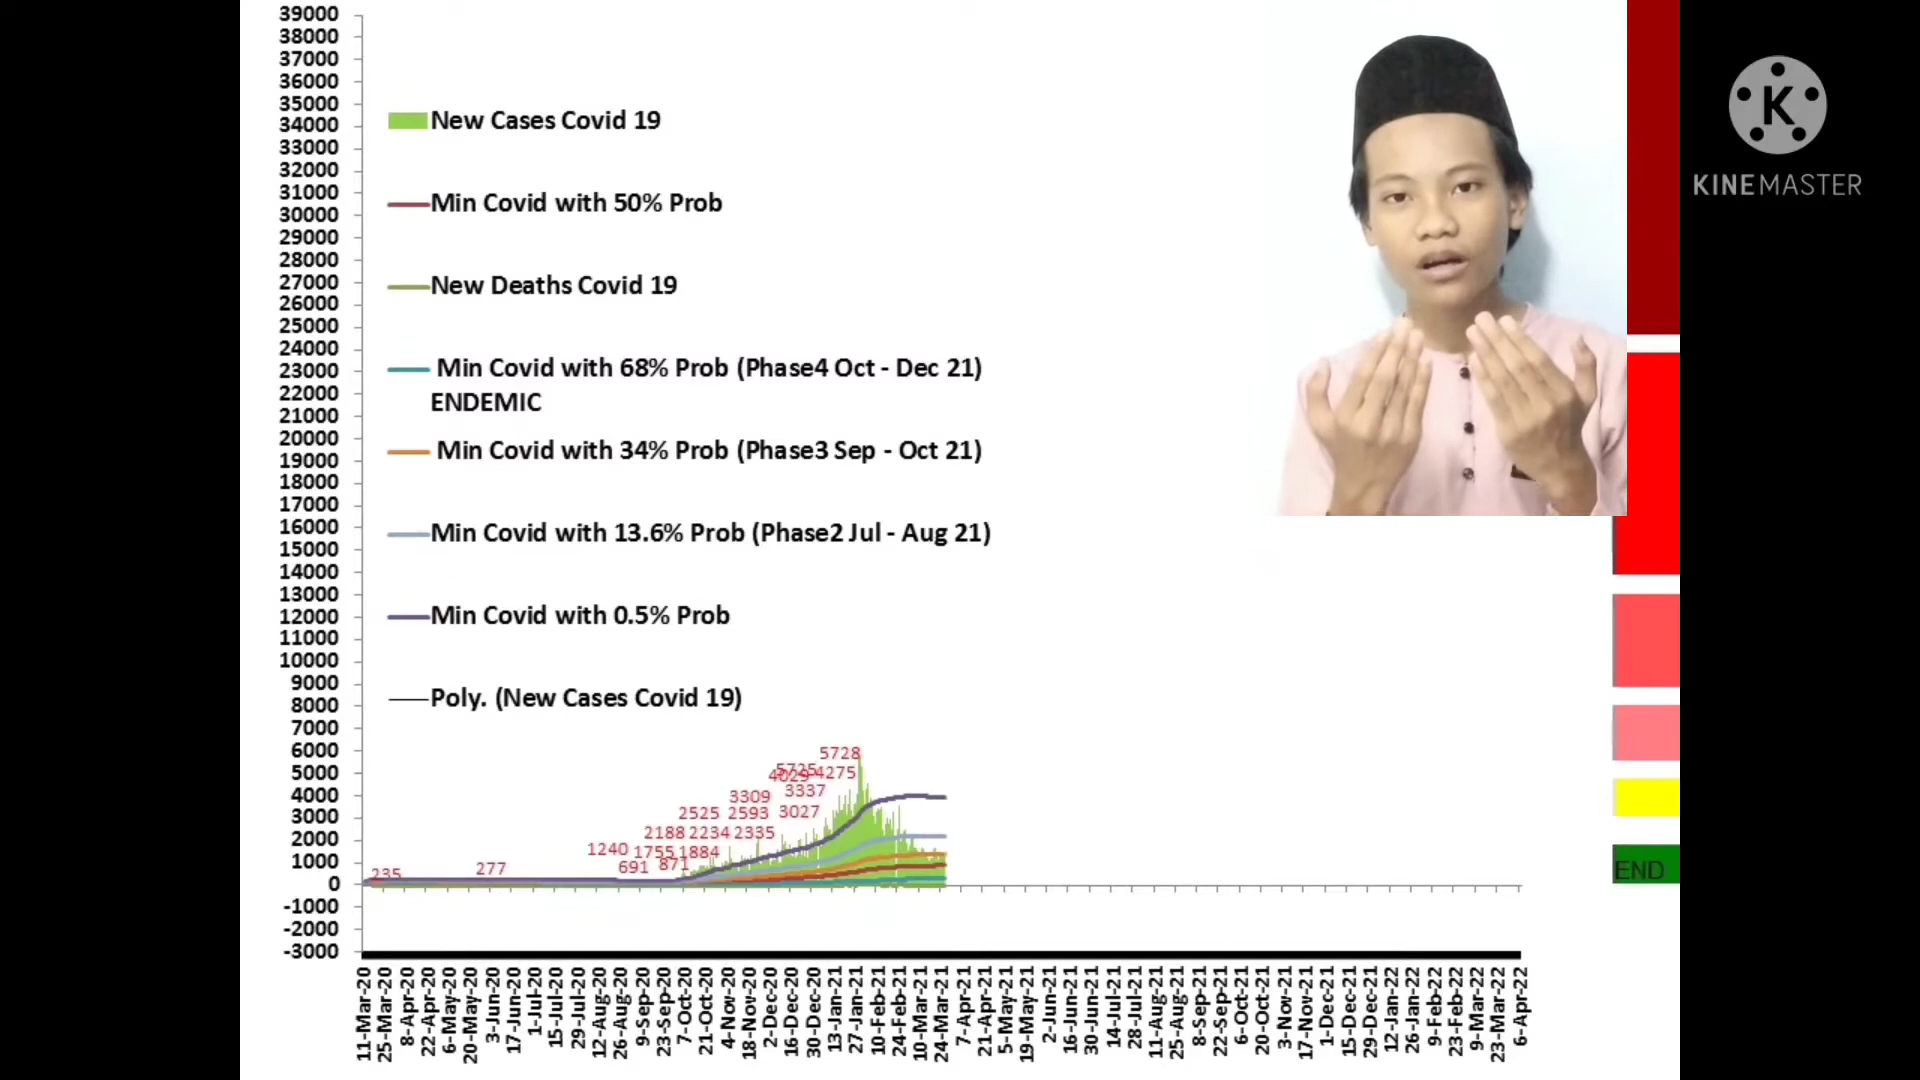 39000
38000
37000
36000
35000
34000
33000
32000
31000
30000
29000
28000
27000
26000
25000
24000
23000
22000
21000
20000
19000
18000
17000
16000
15000
14000
13000
12000
11000
10000
9000
8000
7000
6000
5000
4000
3000
2000
1000
0
-1000
-2000
-3000
New Cases Covid 19
Min Covid with 50% Prob
New Deaths Covid 19
Min Covid with 68% Prob (Phase4 Oct - Dec 21)
ENDEMIC
Min Covid with 34% Prob (Phase3 Sep - Oct 21)
Min Covid with 13.6% Prob (Phase2 Jul - Aug 21)
Min Covid with 0.5% Prob
Poly. (New Cases Covid 19)
235
277
1240
691
1755
2188
871
1884
2525
2234
3309
2593
2335
4029
5725
3337
3027
4275
5728
11-Mar-20
25-Mar-20
8-Apr-20
22-Apr-20
6-May-20
20-May-20
3-Jun-20
17-Jun-20
1-Jul-20
15-Jul-20
29-Jul-20
12-Aug-20
26-Aug-20
9-Sep-20
23-Sep-20
7-Oct-20
21-Oct-20
4-Nov-20
18-Nov-20
2-Dec-20
16-Dec-20
30-Dec-20
13-Jan-21
27-Jan-21
10-Feb-21
24-Feb-21
10-Mar-21
24-Mar-21
7-Apr-21
21-Apr-21
5-May-21
19-May-21
2-Jun-21
16-Jun-21
30-Jun-21
14-Jul-21
28-Jul-21
11-Aug-21
25-Aug-21
8-Sep-21
22-Sep-21
6-Oct-21
20-Oct-21
3-Nov-21
17-Nov-21
1-Dec-21
15-Dec-21
29-Dec-21
12-Jan-22
26-Jan-22
9-Feb-22
23-Feb-22
9-Mar-22
23-Mar-22
6-Apr-22
END
K
KINEMASTER